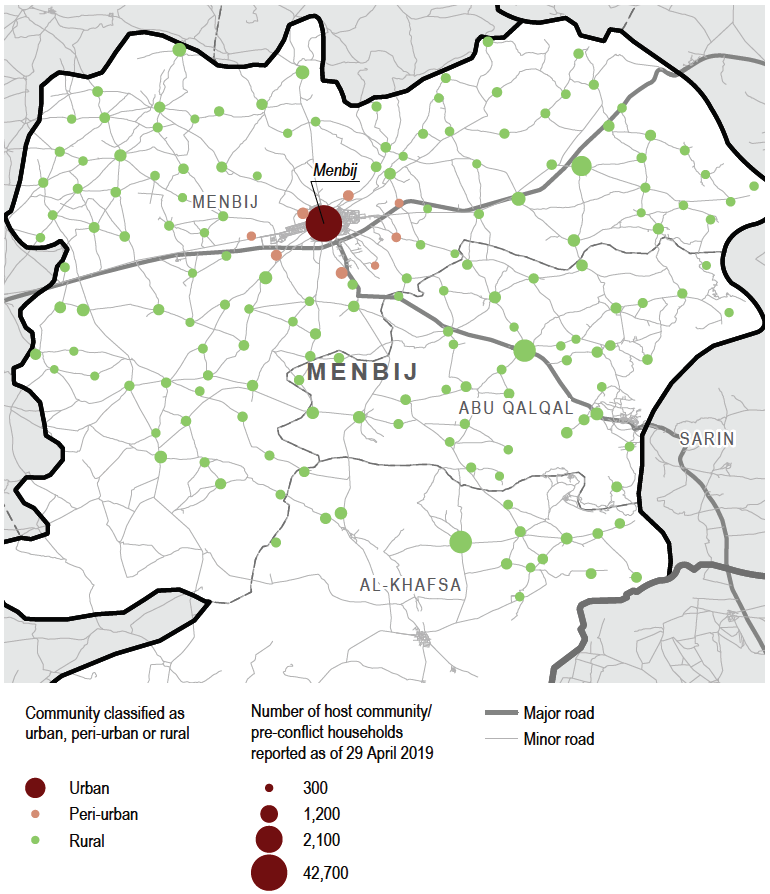 Menbij
MENBIJ
MENBIJ
ABU QALQAL
SARIN
AL-KHAFSA
Community classified as
urban, peri-urban or rural
Urban
Peri-urban
Rural
Number of host community/
pre-conflict households
reported as of 29 April 2019
300
1,200
2,100
42,700
Major road
Minor road